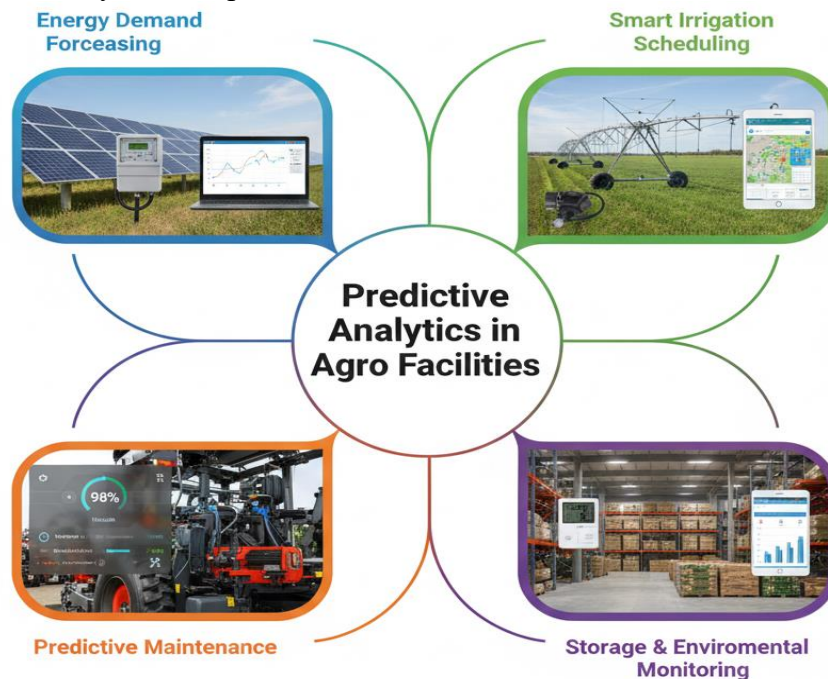 Energy Demand
Forceasing
Smart Irrigation
Scheduling
Predictive
Analytics in
Agro Facilities
98%
Predictive Maintenance
Storage & Enviromental
Monitoring